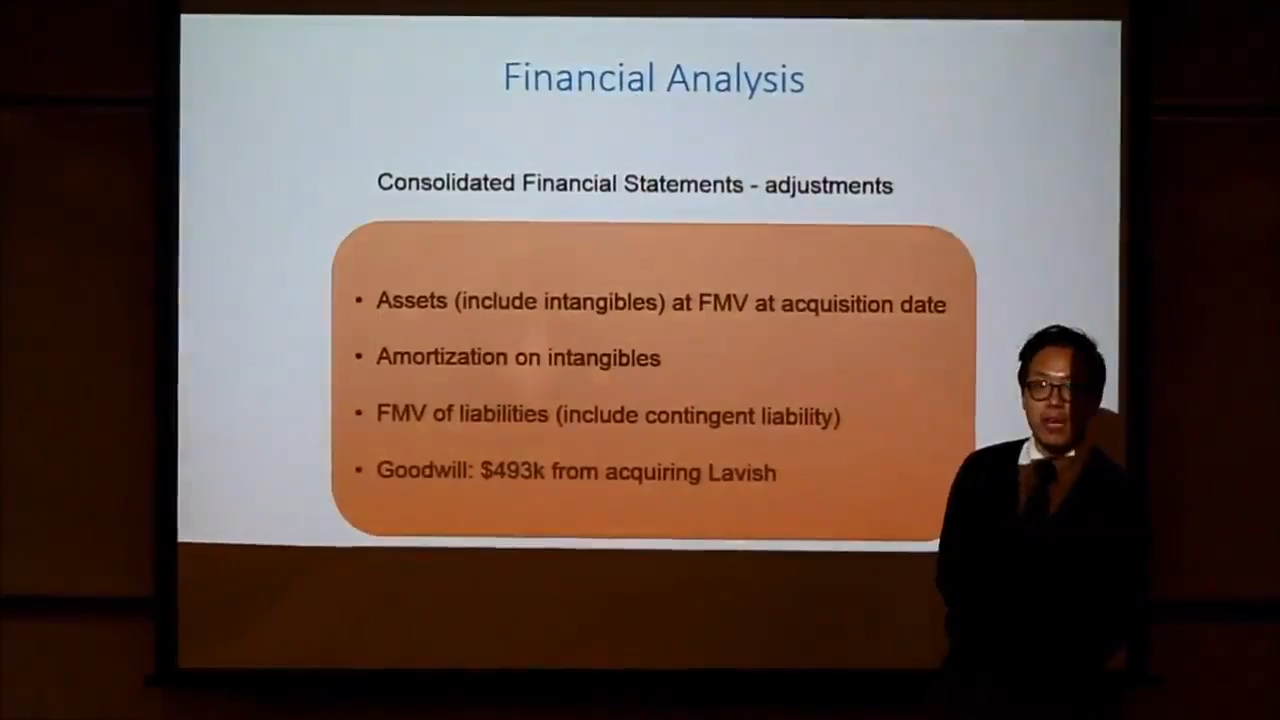 Financial Analysis
Consolidated Financial Statements - adjustments
• Assets (include intangibles) at FMV at acquisition date
• Amortization on intangibles
• FMV of liabilities (include contingent liability)
• Goodwill: $493k from acquiring Lavish